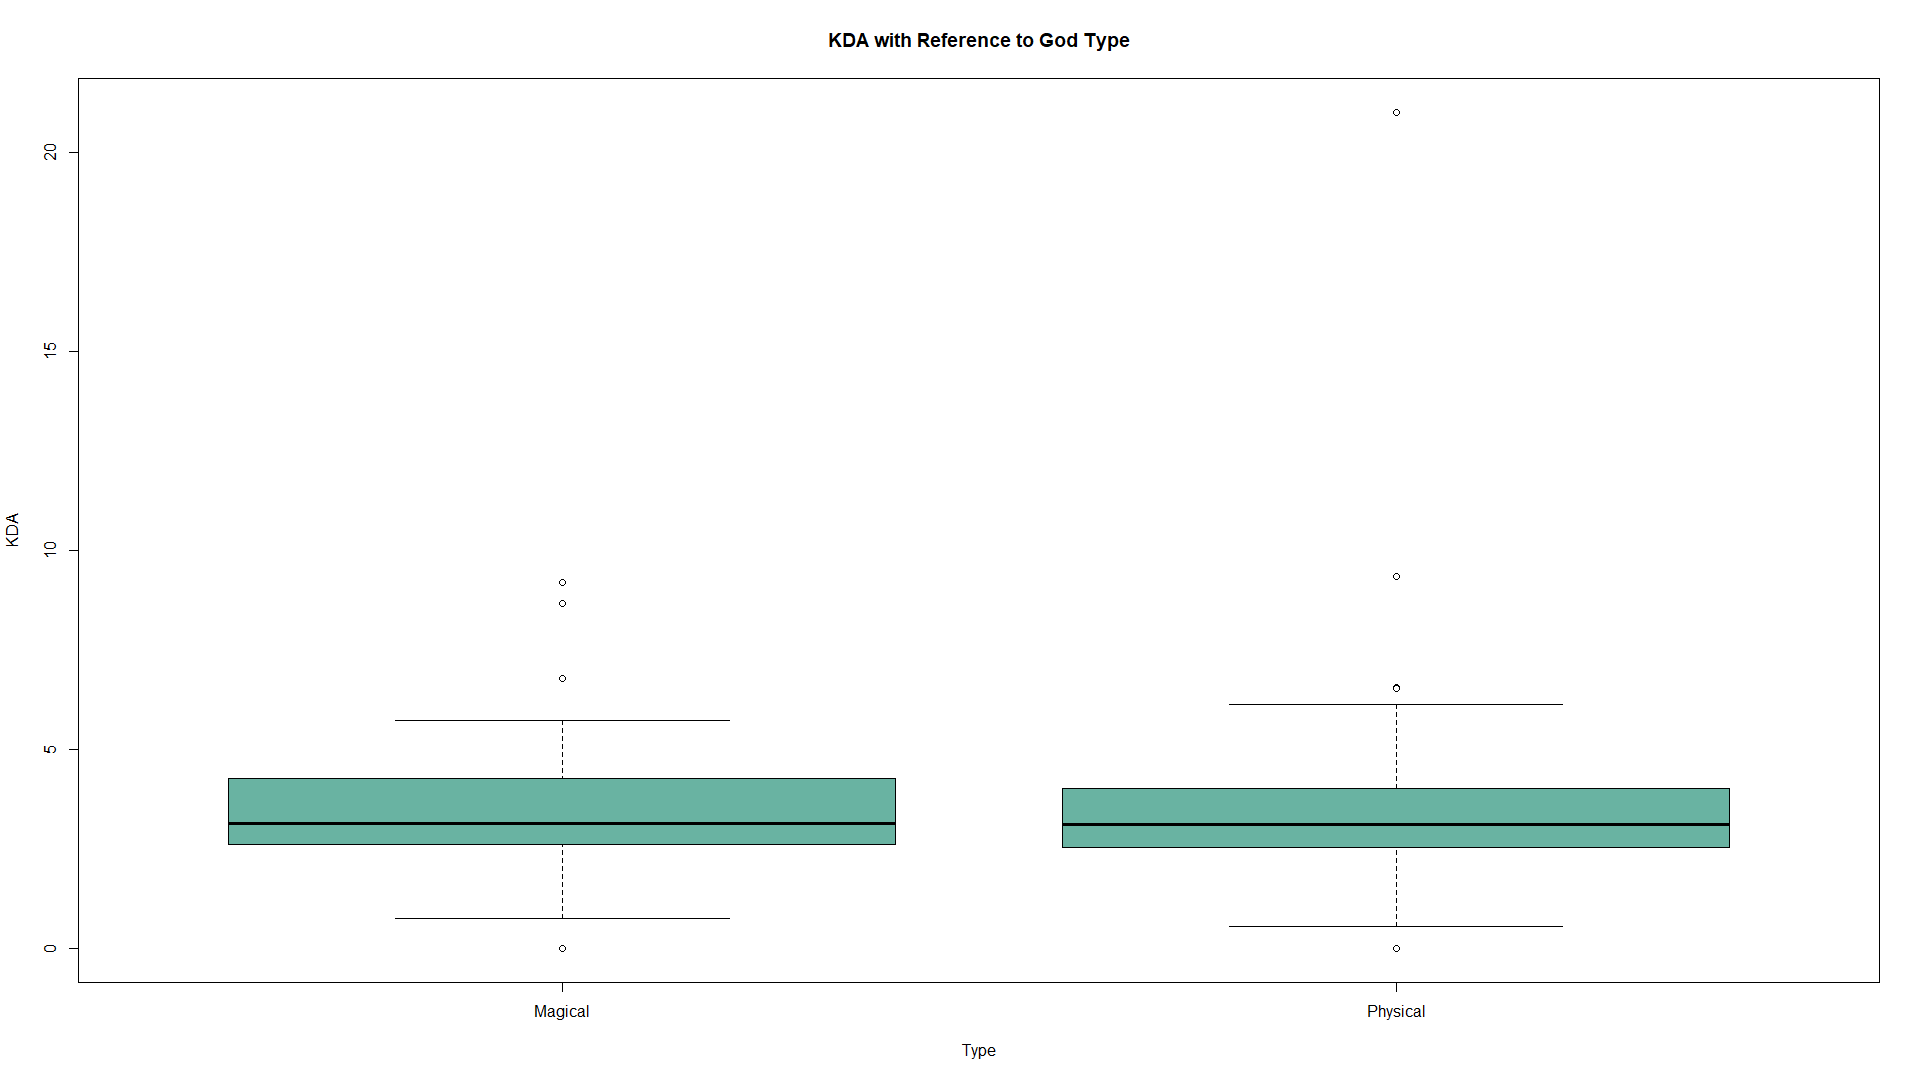 KDA with Reference to God Type
20
15
10
5
0
KDA
Magical
Physical
Type